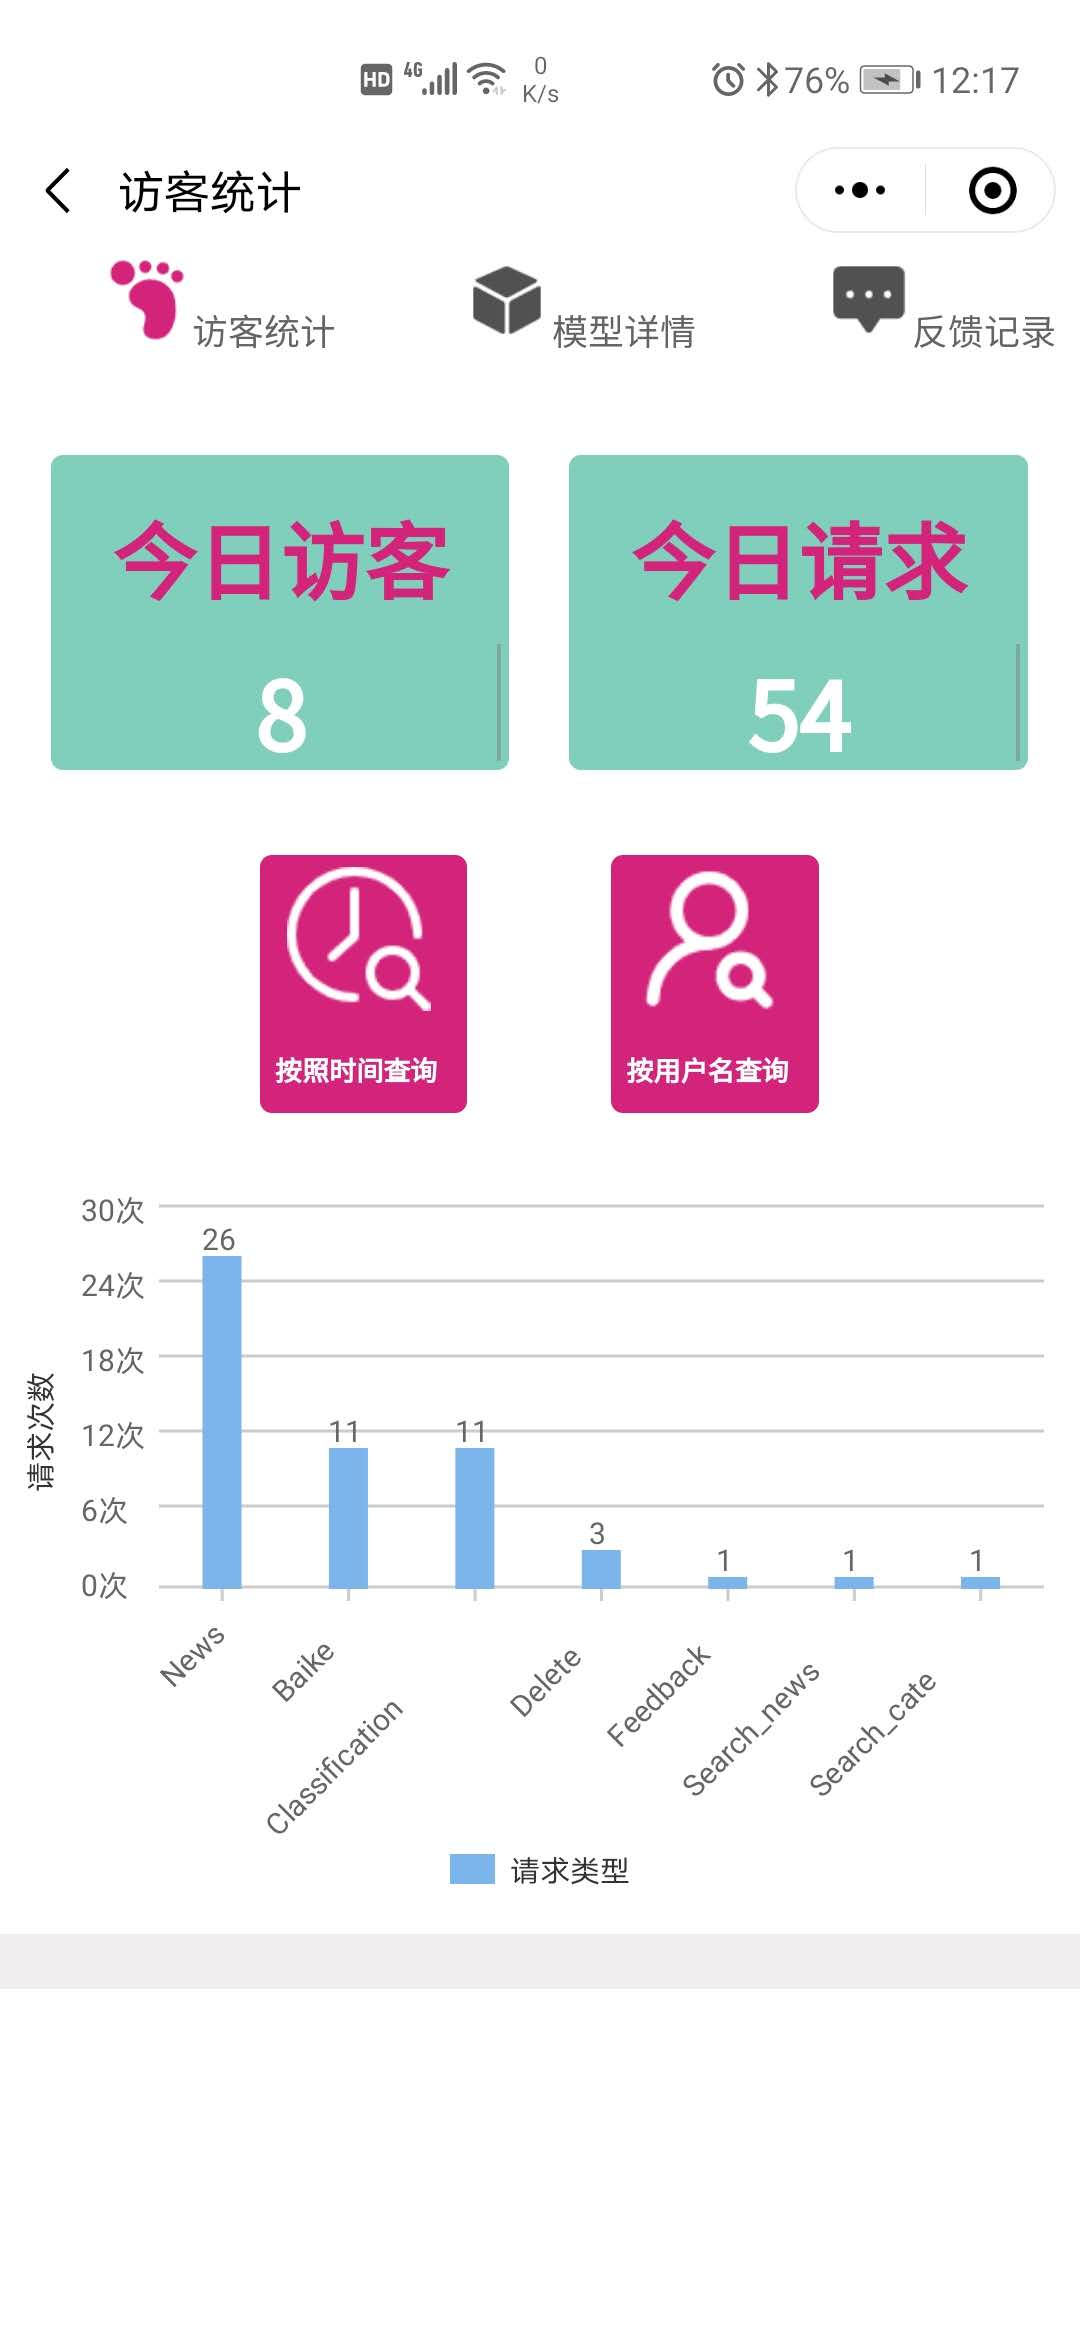 HD 4G 0 K/s 76% 12:17
访客统计
访客统计 模型详情 反馈记录
今日访客 今日请求
8 54
按照时间查询 按用户名查询
30次
26
24次
18次
12次
11 11
6次
3
1 1 1
0次
请求次数
News Baike Classification Delete Feedback Search_news Search_cate
请求类型